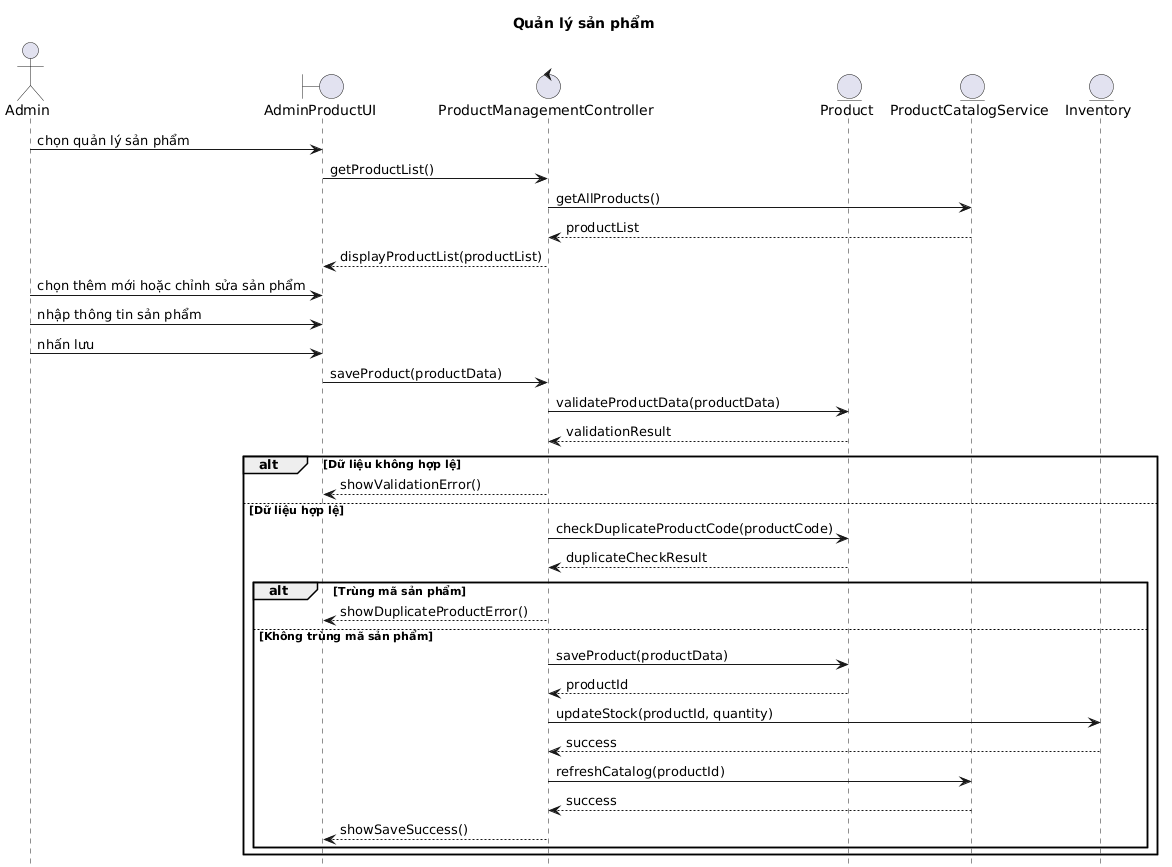 Quản lý sản phẩm
Admin
AdminProductUI
ProductManagementController
Product
ProductCatalogService
Inventory
chọn quản lý sản phẩm
getProductList()
getAllProducts()
productList
displayProductList(productList)
chọn thêm mới hoặc chỉnh sửa sản phẩm
nhập thông tin sản phẩm
nhấn lưu
saveProduct(productData)
validateProductData(productData)
validationResult
alt [Dữ liệu không hợp lệ]
showValidationError()
[Dữ liệu hợp lệ]
checkDuplicateProductCode(productCode)
duplicateCheckResult
alt [Trùng mã sản phẩm]
showDuplicateProductError()
[Không trùng mã sản phẩm]
saveProduct(productData)
productId
updateStock(productId, quantity)
success
refreshCatalog(productId)
success
showSaveSuccess()